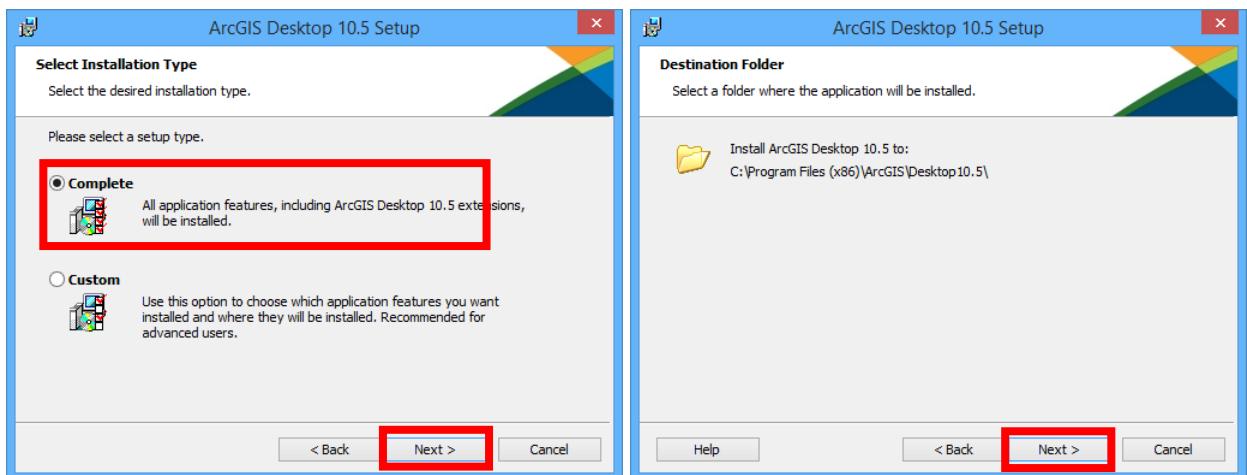 ArcGIS Desktop 10.5 Setup
Select Installation Type
Select the desired installation type.
Please select a setup type.
Complete
All application features, including ArcGIS Desktop 10.5 extensions,
will be installed.
Custom
Use this option to choose which application features you want
installed and where they will be installed. Recommended for
advanced users.
< Back Next > Cancel
ArcGIS Desktop 10.5 Setup
Destination Folder
Select a folder where the application will be installed.
Install ArcGIS Desktop 10.5 to:
C:\Program Files (x86)\ArcGIS\Desktop10.5\
Help < Back Next > Cancel